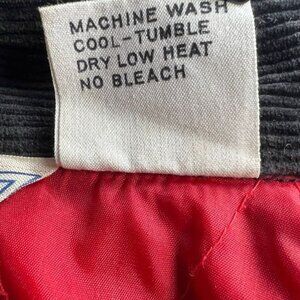 MACHINE WASH
COOL-TUMBLE
DRY LOW HEAT
NO BLEACH